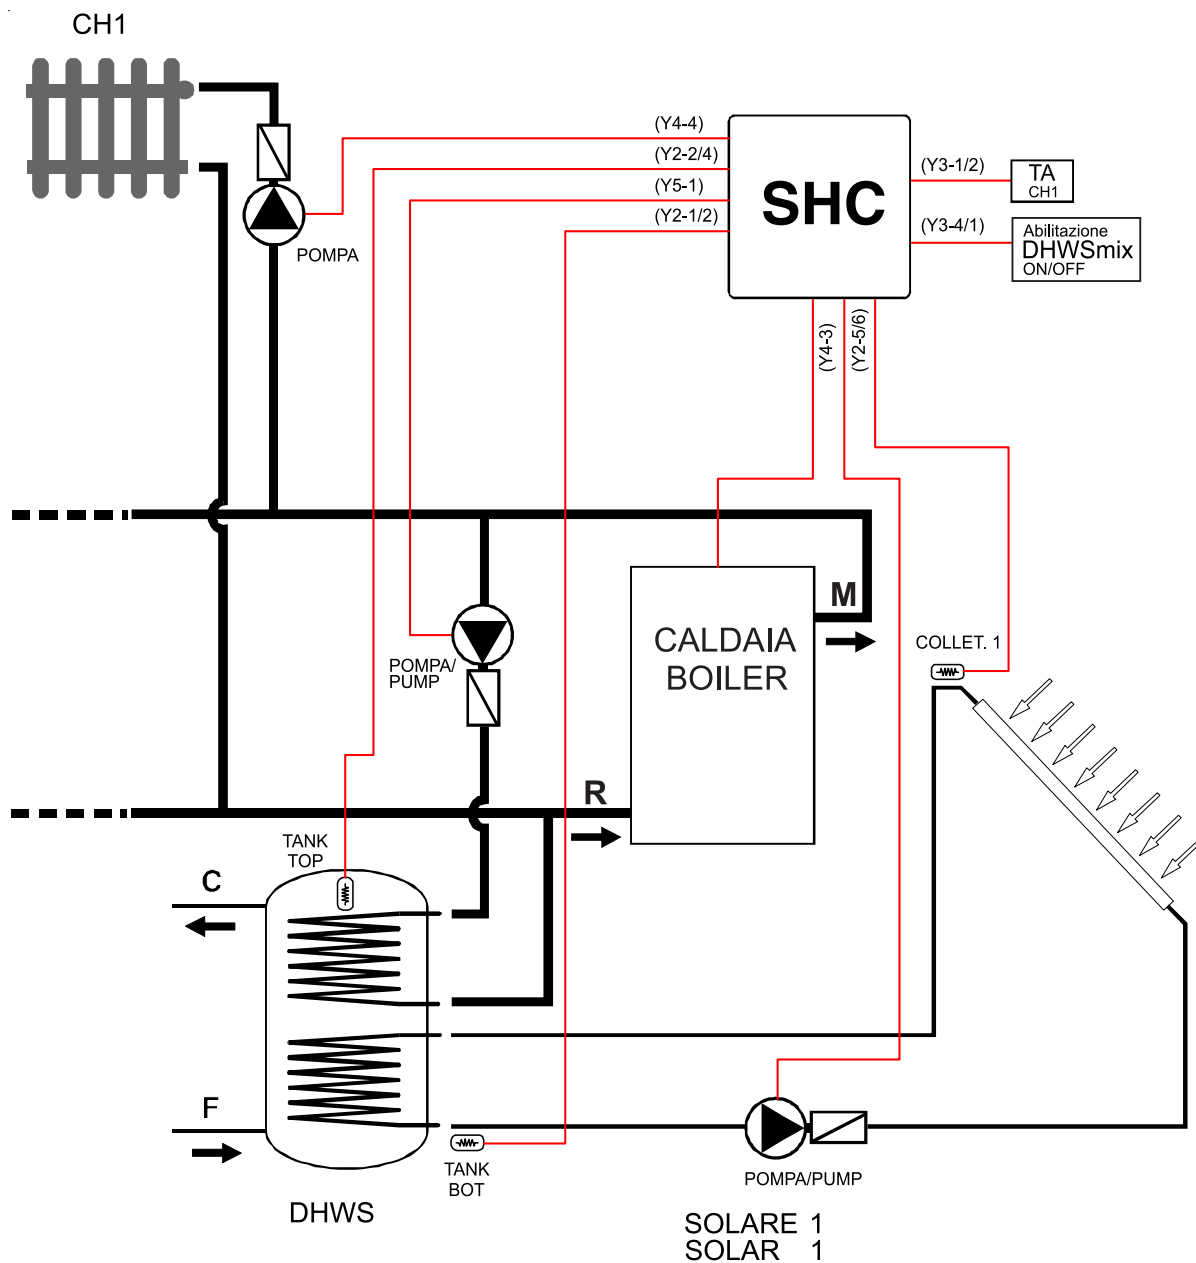 CH1
(Y4-4)
(Y2-2/4)
(Y5-1)
(Y2-1/2)
SHC
(Y3-1/2)
TA
CH1
(Y3-4/1)
Abilitazione
DHWSmix
ON/OFF
POMPA
(Y4-3)
(Y2-5/6)
M
CALDAIA
BOILER
COLLET. 1
POMPA/
PUMP
R
TANK
TOP
C
F
TANK
BOT
POMPA/PUMP
DHWS
SOLARE 1
SOLAR 1